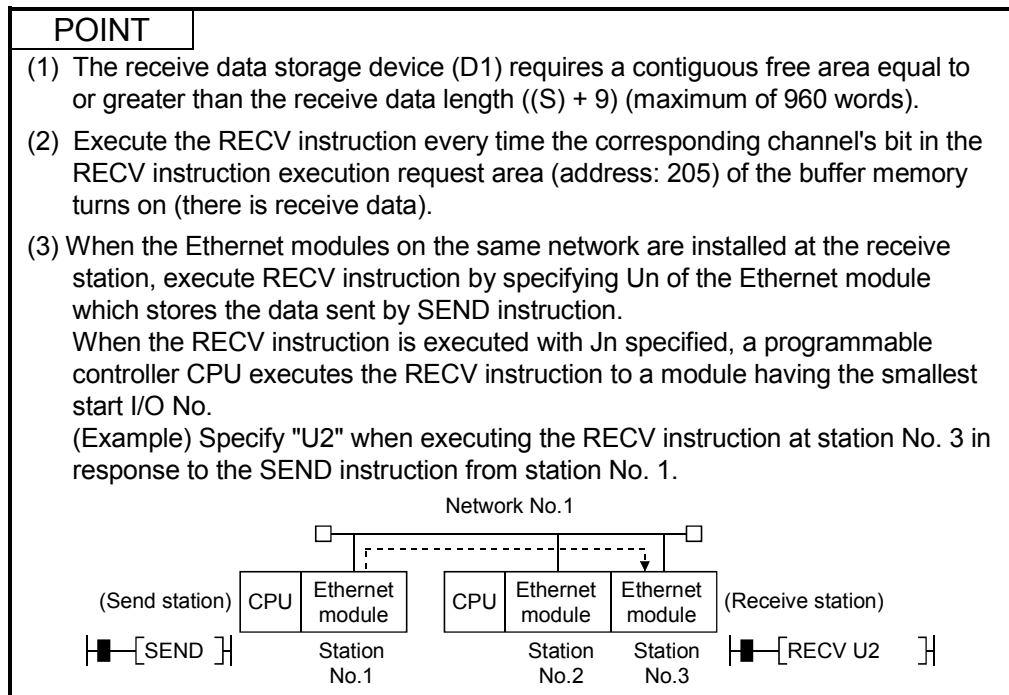 POINT
(1) The receive data storage device (D1) requires a contiguous free area equal to
or greater than the receive data length ((S) + 9) (maximum of 960 words).
(2) Execute the RECV instruction every time the corresponding channel's bit in the
RECV instruction execution request area (address: 205) of the buffer memory
turns on (there is receive data).
(3) When the Ethernet modules on the same network are installed at the receive
station, execute RECV instruction by specifying Un of the Ethernet module
which stores the data sent by SEND instruction.
When the RECV instruction is executed with Jn specified, a programmable
controller CPU executes the RECV instruction to a module having the smallest
start I/O No.
(Example) Specify "U2" when executing the RECV instruction at station No. 3 in
response to the SEND instruction from station No. 1.
Network No.1
(Send station)
CPU
Ethernet
module
CPU
Ethernet
module
Ethernet
module
(Receive station)
SEND
Station
No.1
Station
No.2
Station
No.3
RECV U2